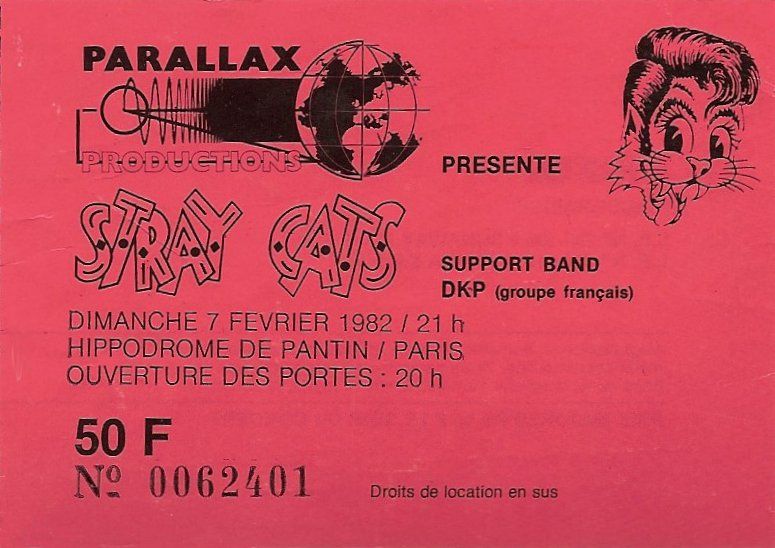 PARALLAX
PRODUCTIONS
PRESENTE
STRAY CATS
SUPPORT BAND
DKP (groupe français)
DIMANCHE 7 FEVRIER 1982 / 21 h
HIPPODROME DE PANTIN / PARIS
OUVERTURE DES PORTES : 20 h
50 F
Nº 0062401
Droits de location en sus